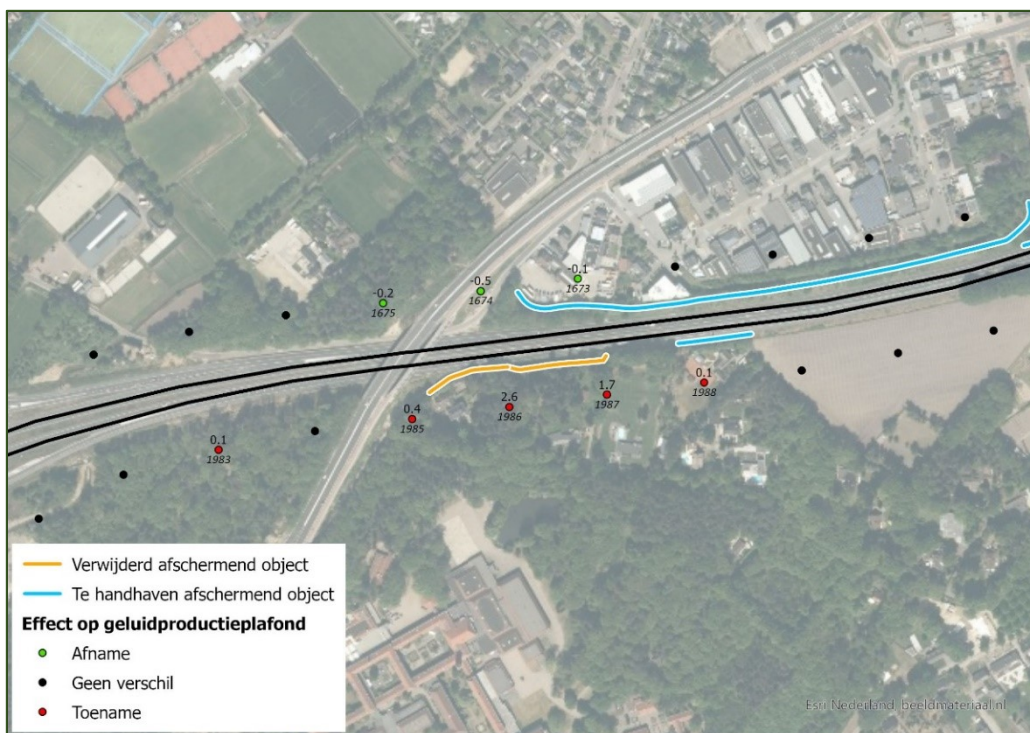 -0.1
1673
-0.5
1674
-0.2
1675
0.1
1988
1.7
1987
2.6
1986
0.4
1985
0.1
1983
Verwijderd afschermend object
Te handhaven afschermend object
Effect op geluidproductieplafond
Afname
Geen verschil
Toename
Esri Nederland, beeldmateriaal.nl